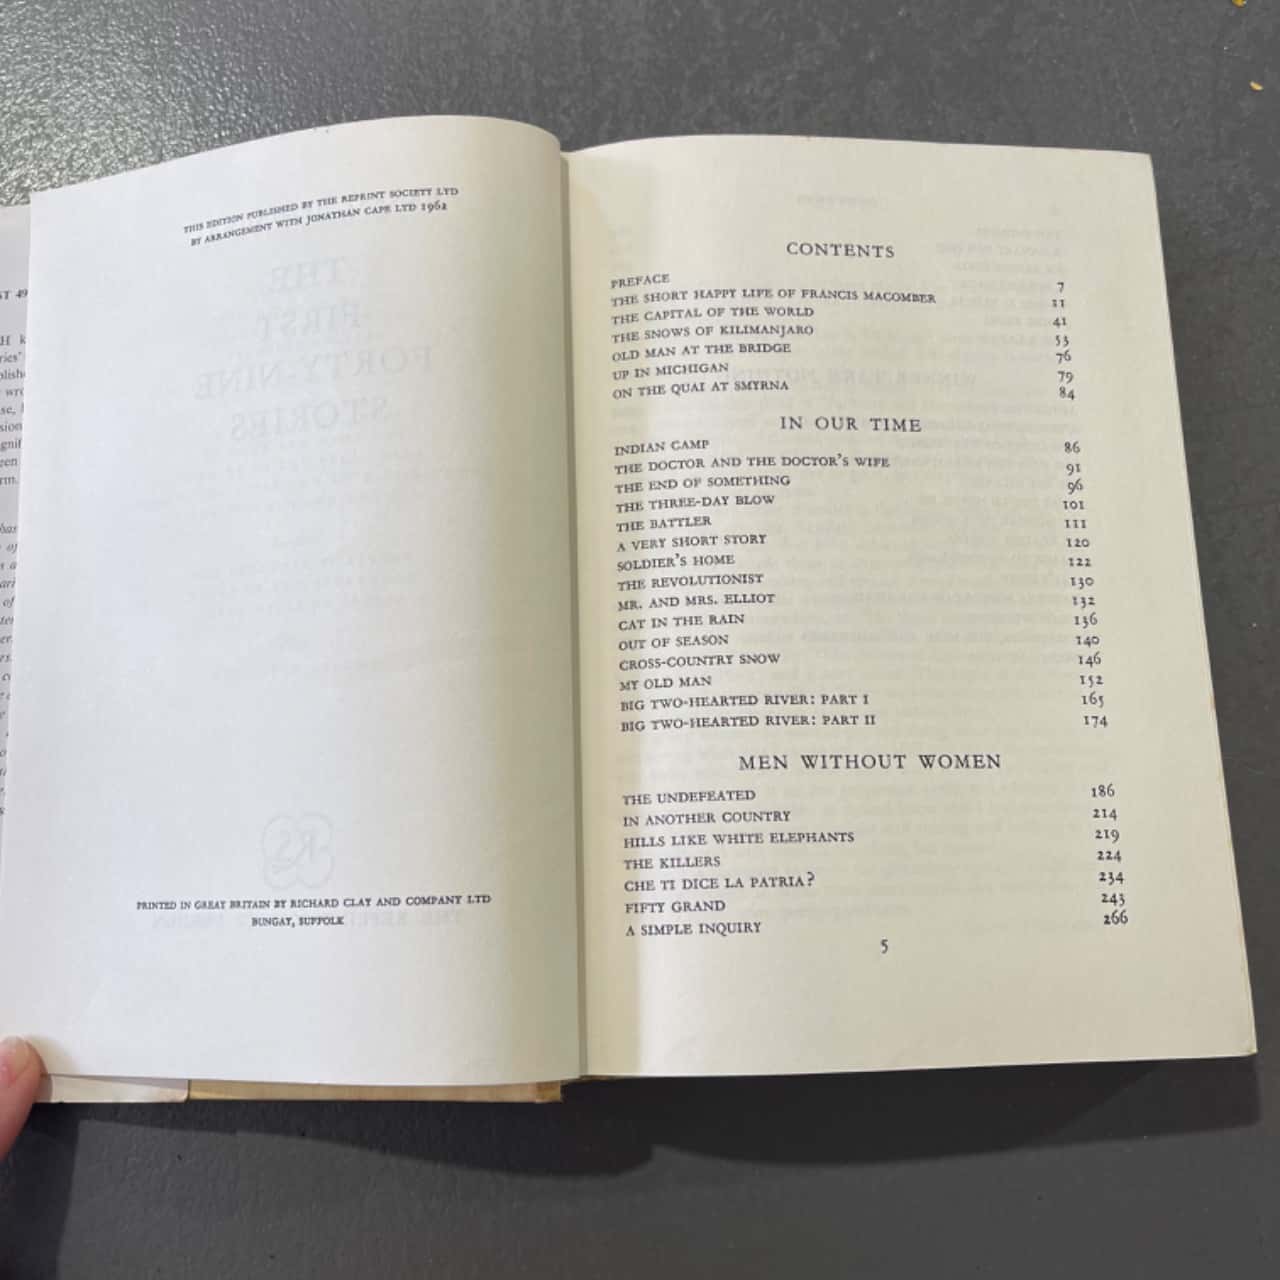 THIS EDITION PUBLISHED BY THE REPRINT SOCIETY LTD
BY ARRANGEMENT WITH JONATHAN CAPE LTD 1962
THE
FIRST
FORTY-NINE
STORIES
RS
PRINTED IN GREAT BRITAIN BY RICHARD CLAY AND COMPANY LTD
BUNGAY, SUFFOLK
CONTENTS
PREFACE 7
THE SHORT HAPPY LIFE OF FRANCIS MACOMBER 11
THE CAPITAL OF THE WORLD 41
THE SNOWS OF KILIMANJARO 53
OLD MAN AT THE BRIDGE 76
UP IN MICHIGAN 79
ON THE QUAI AT SMYRNA 84
IN OUR TIME
INDIAN CAMP 86
THE DOCTOR AND THE DOCTOR'S WIFE 91
THE END OF SOMETHING 96
THE THREE-DAY BLOW 101
THE BATTLER 111
A VERY SHORT STORY 120
SOLDIER'S HOME 122
THE REVOLUTIONIST 130
MR. AND MRS. ELLIOT 132
CAT IN THE RAIN 136
OUT OF SEASON 140
CROSS-COUNTRY SNOW 146
MY OLD MAN 152
BIG TWO-HEARTED RIVER: PART I 165
BIG TWO-HEARTED RIVER: PART II 174
MEN WITHOUT WOMEN
THE UNDEFEATED 186
IN ANOTHER COUNTRY 214
HILLS LIKE WHITE ELEPHANTS 219
THE KILLERS 224
CHE TI DICE LA PATRIA? 234
FIFTY GRAND 243
A SIMPLE INQUIRY 266
5